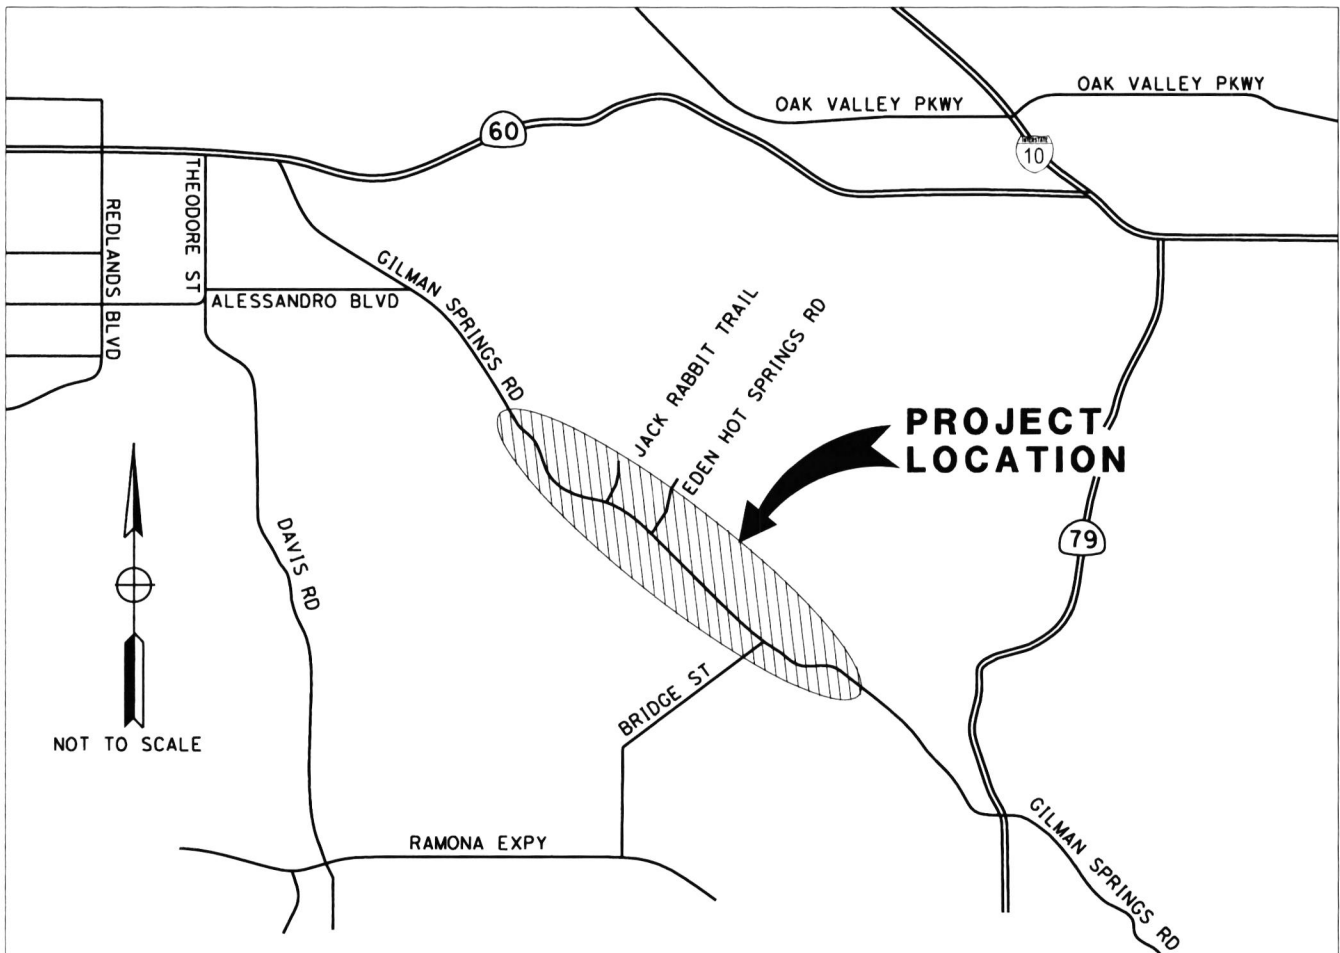 OAK VALLEY PKWY
OAK VALLEY PKWY
60
INTERSTATE
10
THEODORE ST
REDLANDS BLVD
GILMAN SPRINGS RD
ALESSANDRO BLVD
JACK RABBIT TRAIL
EDEN HOT SPRINGS RD
PROJECT
LOCATION
79
DAVIS RD
BRIDGE ST
NOT TO SCALE
RAMONA EXPY
GILMAN SPRINGS RD